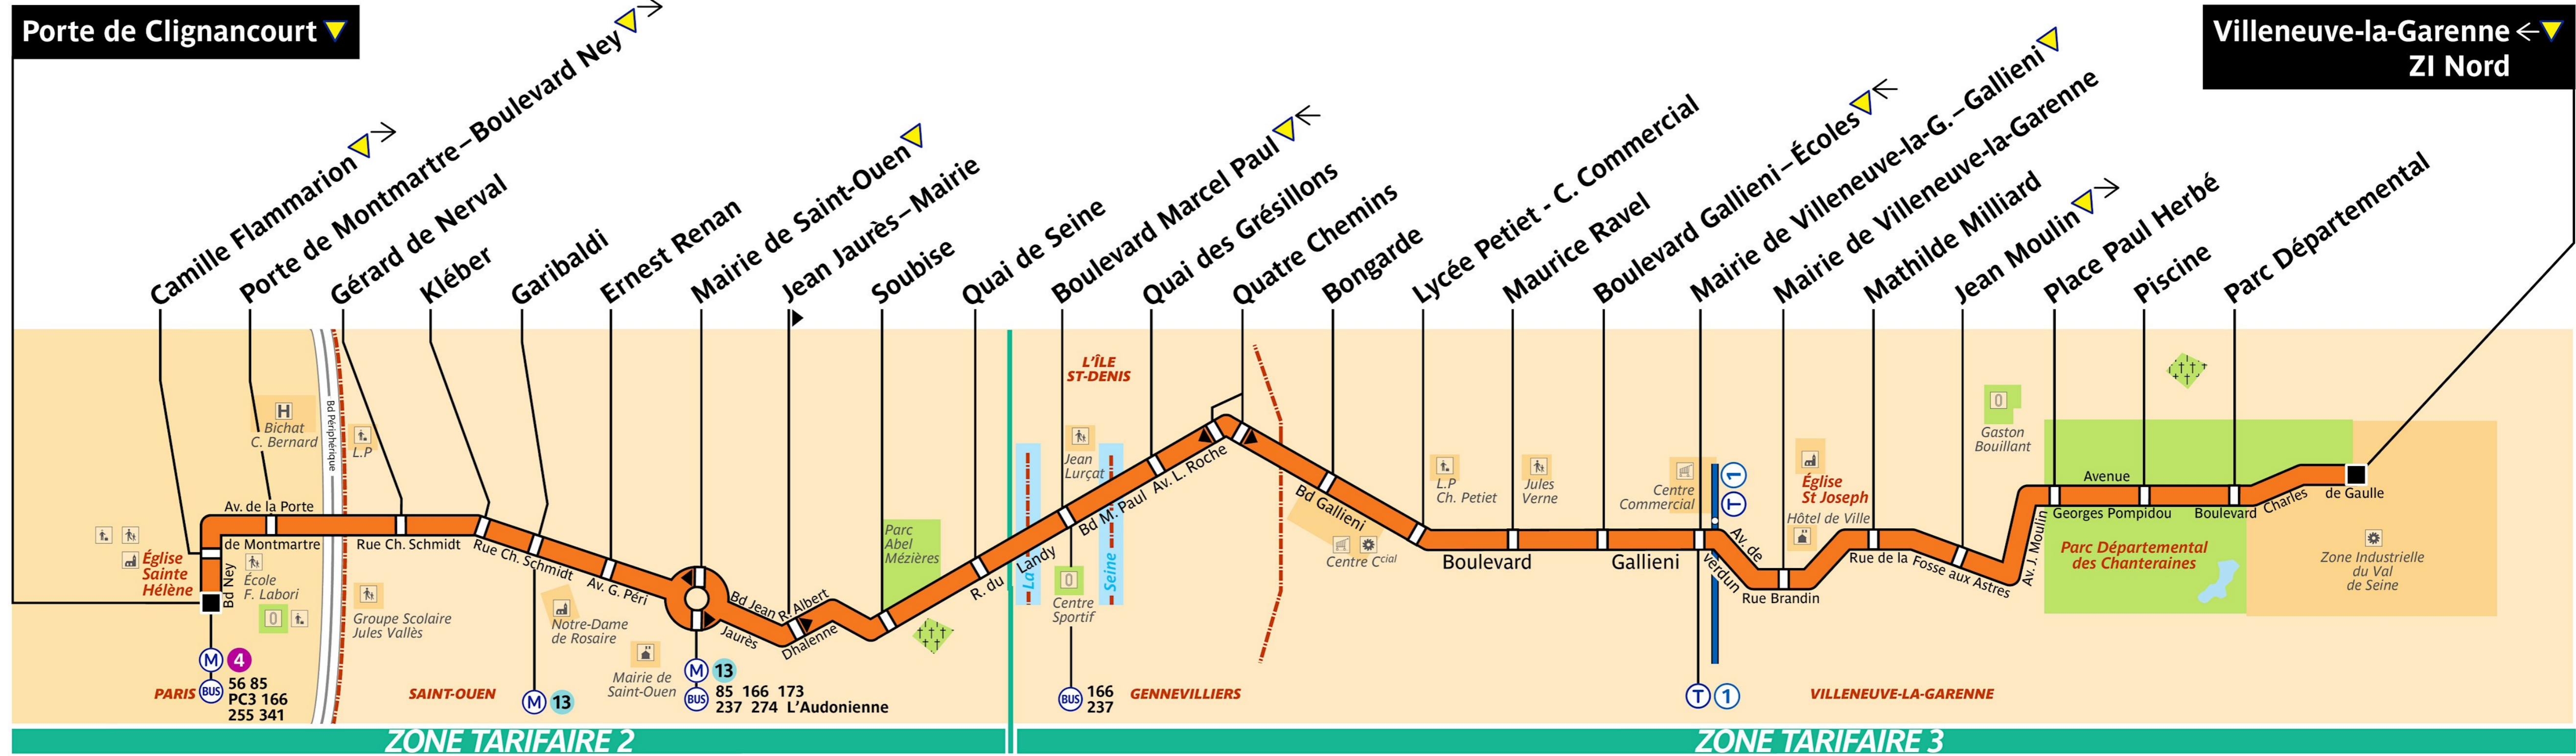 Porte de Clignancourt
Villeneuve-la-Garenne
ZI Nord
Camille Flammarion
Porte de Montmartre–Boulevard Ney
Gérard de Nerval
Kléber
Garibaldi
Ernest Renan
Mairie de Saint-Ouen
Jean Jaurès–Mairie
Soubise
Quai de Seine
Boulevard Marcel Paul
Quai des Grésillons
Quatre Chemins
Bongarde
Lycée Petiet - C. Commercial
Maurice Ravel
Boulevard Gallieni–Écoles
Mairie de Villeneuve-la-G.–Gallieni
Mairie de Villeneuve-la-Garenne
Mathilde Milliard
Jean Moulin
Place Paul Herbé
Piscine
Parc Départemental
H
Bichat
C. Bernard
Bd Périphérique
L.P
Av. de la Porte
de Montmartre
Bd Ney
Église
Sainte
Hélène
École
F. Labori
Rue Ch. Schmidt
Groupe Scolaire
Jules Vallès
Rue Ch. Schmidt
Av. G. Péri
Notre-Dame
de Rosaire
Mairie de
Saint-Ouen
Bd Jean
Jaurès
R. Albert
Dhalenne
Parc
Abel
Mézières
R. du Landy
La
Seine
L'ÎLE
ST-DENIS
Jean
Lurçat
Centre
Sportif
Bd M. Paul
Av. L. Roche
Bd Gallieni
Centre Ccial
L.P
Ch. Petiet
Jules
Verne
Boulevard
Gallieni
Centre
Commercial
1
T
Av. de
Verdun
Église
St Joseph
Hôtel de Ville
Rue Brandin
Rue de la Fosse aux Astres
Av. J. Moulin
Gaston
Bouillant
Avenue
Georges Pompidou
Boulevard Charles de Gaulle
Parc Départemental
des Chanteraines
Zone Industrielle
du Val
de Seine
M 4
PARIS
BUS
56 85
PC3 166
255 341
SAINT-OUEN
M 13
M 13
BUS
85 166 173
237 274 L'Audonienne
BUS
166
237
GENNEVILLIERS
T 1
VILLENEUVE-LA-GARENNE
ZONE TARIFAIRE 2
ZONE TARIFAIRE 3